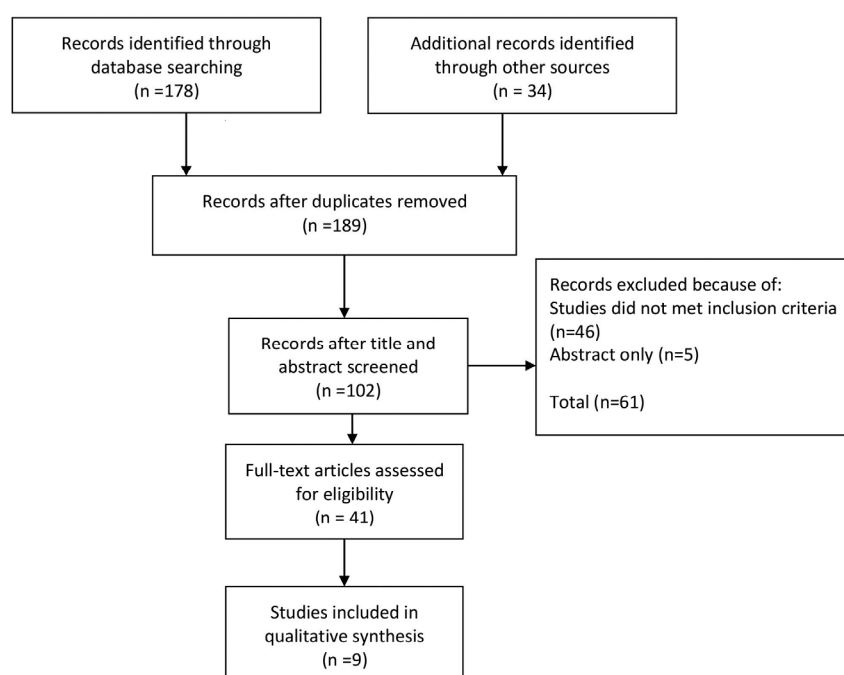 Records identified through
database searching
(n =178)
Additional records identified
through other sources
(n = 34)
Records after duplicates removed
(n =189)
Records after title and
abstract screened
(n =102)
Records excluded because of:
Studies did not met inclusion criteria
(n=46)
Abstract only (n=5)
Total (n=61)
Full-text articles assessed
for eligibility
(n = 41)
Studies included in
qualitative synthesis
(n =9)